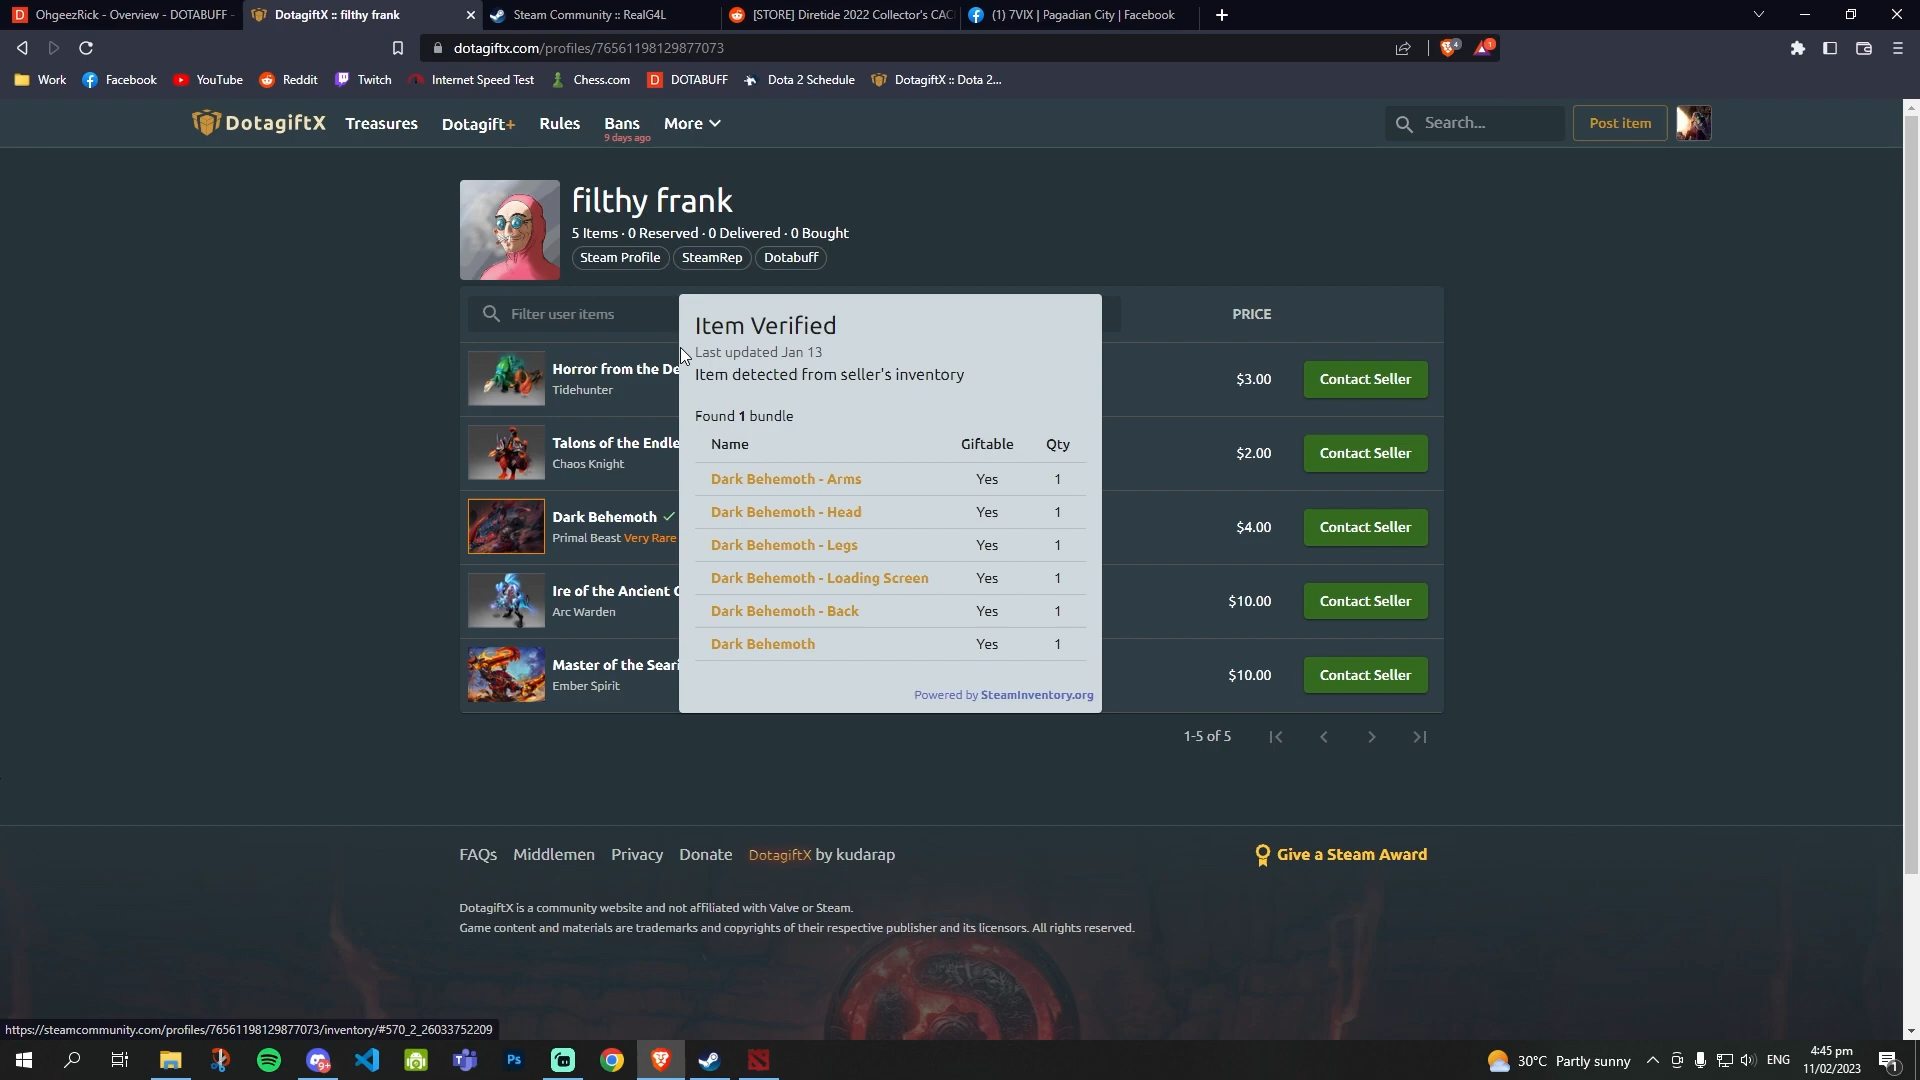 OhgeezRick - Overview - DOTABUFF -
DotagiftX :: filthy frank
Steam Community :: RealG4L
[STORE] Diretide 2022 Collector's CAC
(1) 7VIX | Pagadian City | Facebook
dotagiftx.com/profiles/76561198129877073
4
1
Work
Facebook
YouTube
Reddit
Twitch
Internet Speed Test
Chess.com
DOTABUFF
Dota 2 Schedule
DotagiftX :: Dota 2...
DotagiftX
Treasures
Dotagift+
Rules
Bans
9 days ago
More
Search...
Post item
filthy frank
5 Items · 0 Reserved · 0 Delivered · 0 Bought
Steam Profile
SteamRep
Dotabuff
Filter user items
PRICE
Horror from the De
Tidehunter
$3.00
Contact Seller
Talons of the Endle
Chaos Knight
$2.00
Contact Seller
Dark Behemoth
Primal Beast Very Rare
$4.00
Contact Seller
Ire of the Ancient
Arc Warden
$10.00
Contact Seller
Master of the Seari
Ember Spirit
$10.00
Contact Seller
Item Verified
Last updated Jan 13
Item detected from seller's inventory
Found 1 bundle
Name Giftable Qty
Dark Behemoth - Arms Yes 1
Dark Behemoth - Head Yes 1
Dark Behemoth - Legs Yes 1
Dark Behemoth - Loading Screen Yes 1
Dark Behemoth - Back Yes 1
Dark Behemoth Yes 1
Powered by SteamInventory.org
1-5 of 5
FAQs
Middlemen
Privacy
Donate
DotagiftX by kudarap
Give a Steam Award
DotagiftX is a community website and not affiliated with Valve or Steam.
Game content and materials are trademarks and copyrights of their respective publisher and its licensors. All rights reserved.
https://steamcommunity.com/profiles/76561198129877073/inventory/#570_2_26033752209
9+
Ps
30°C Partly sunny
ENG
4:45 pm
11/02/2023
1